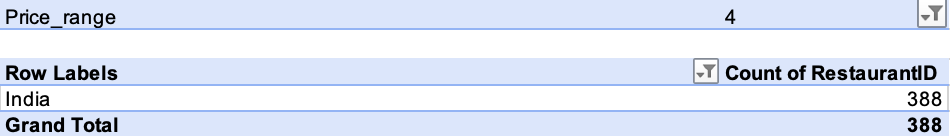 Price_range 4
Row Labels Count of RestaurantID
India 388
Grand Total 388